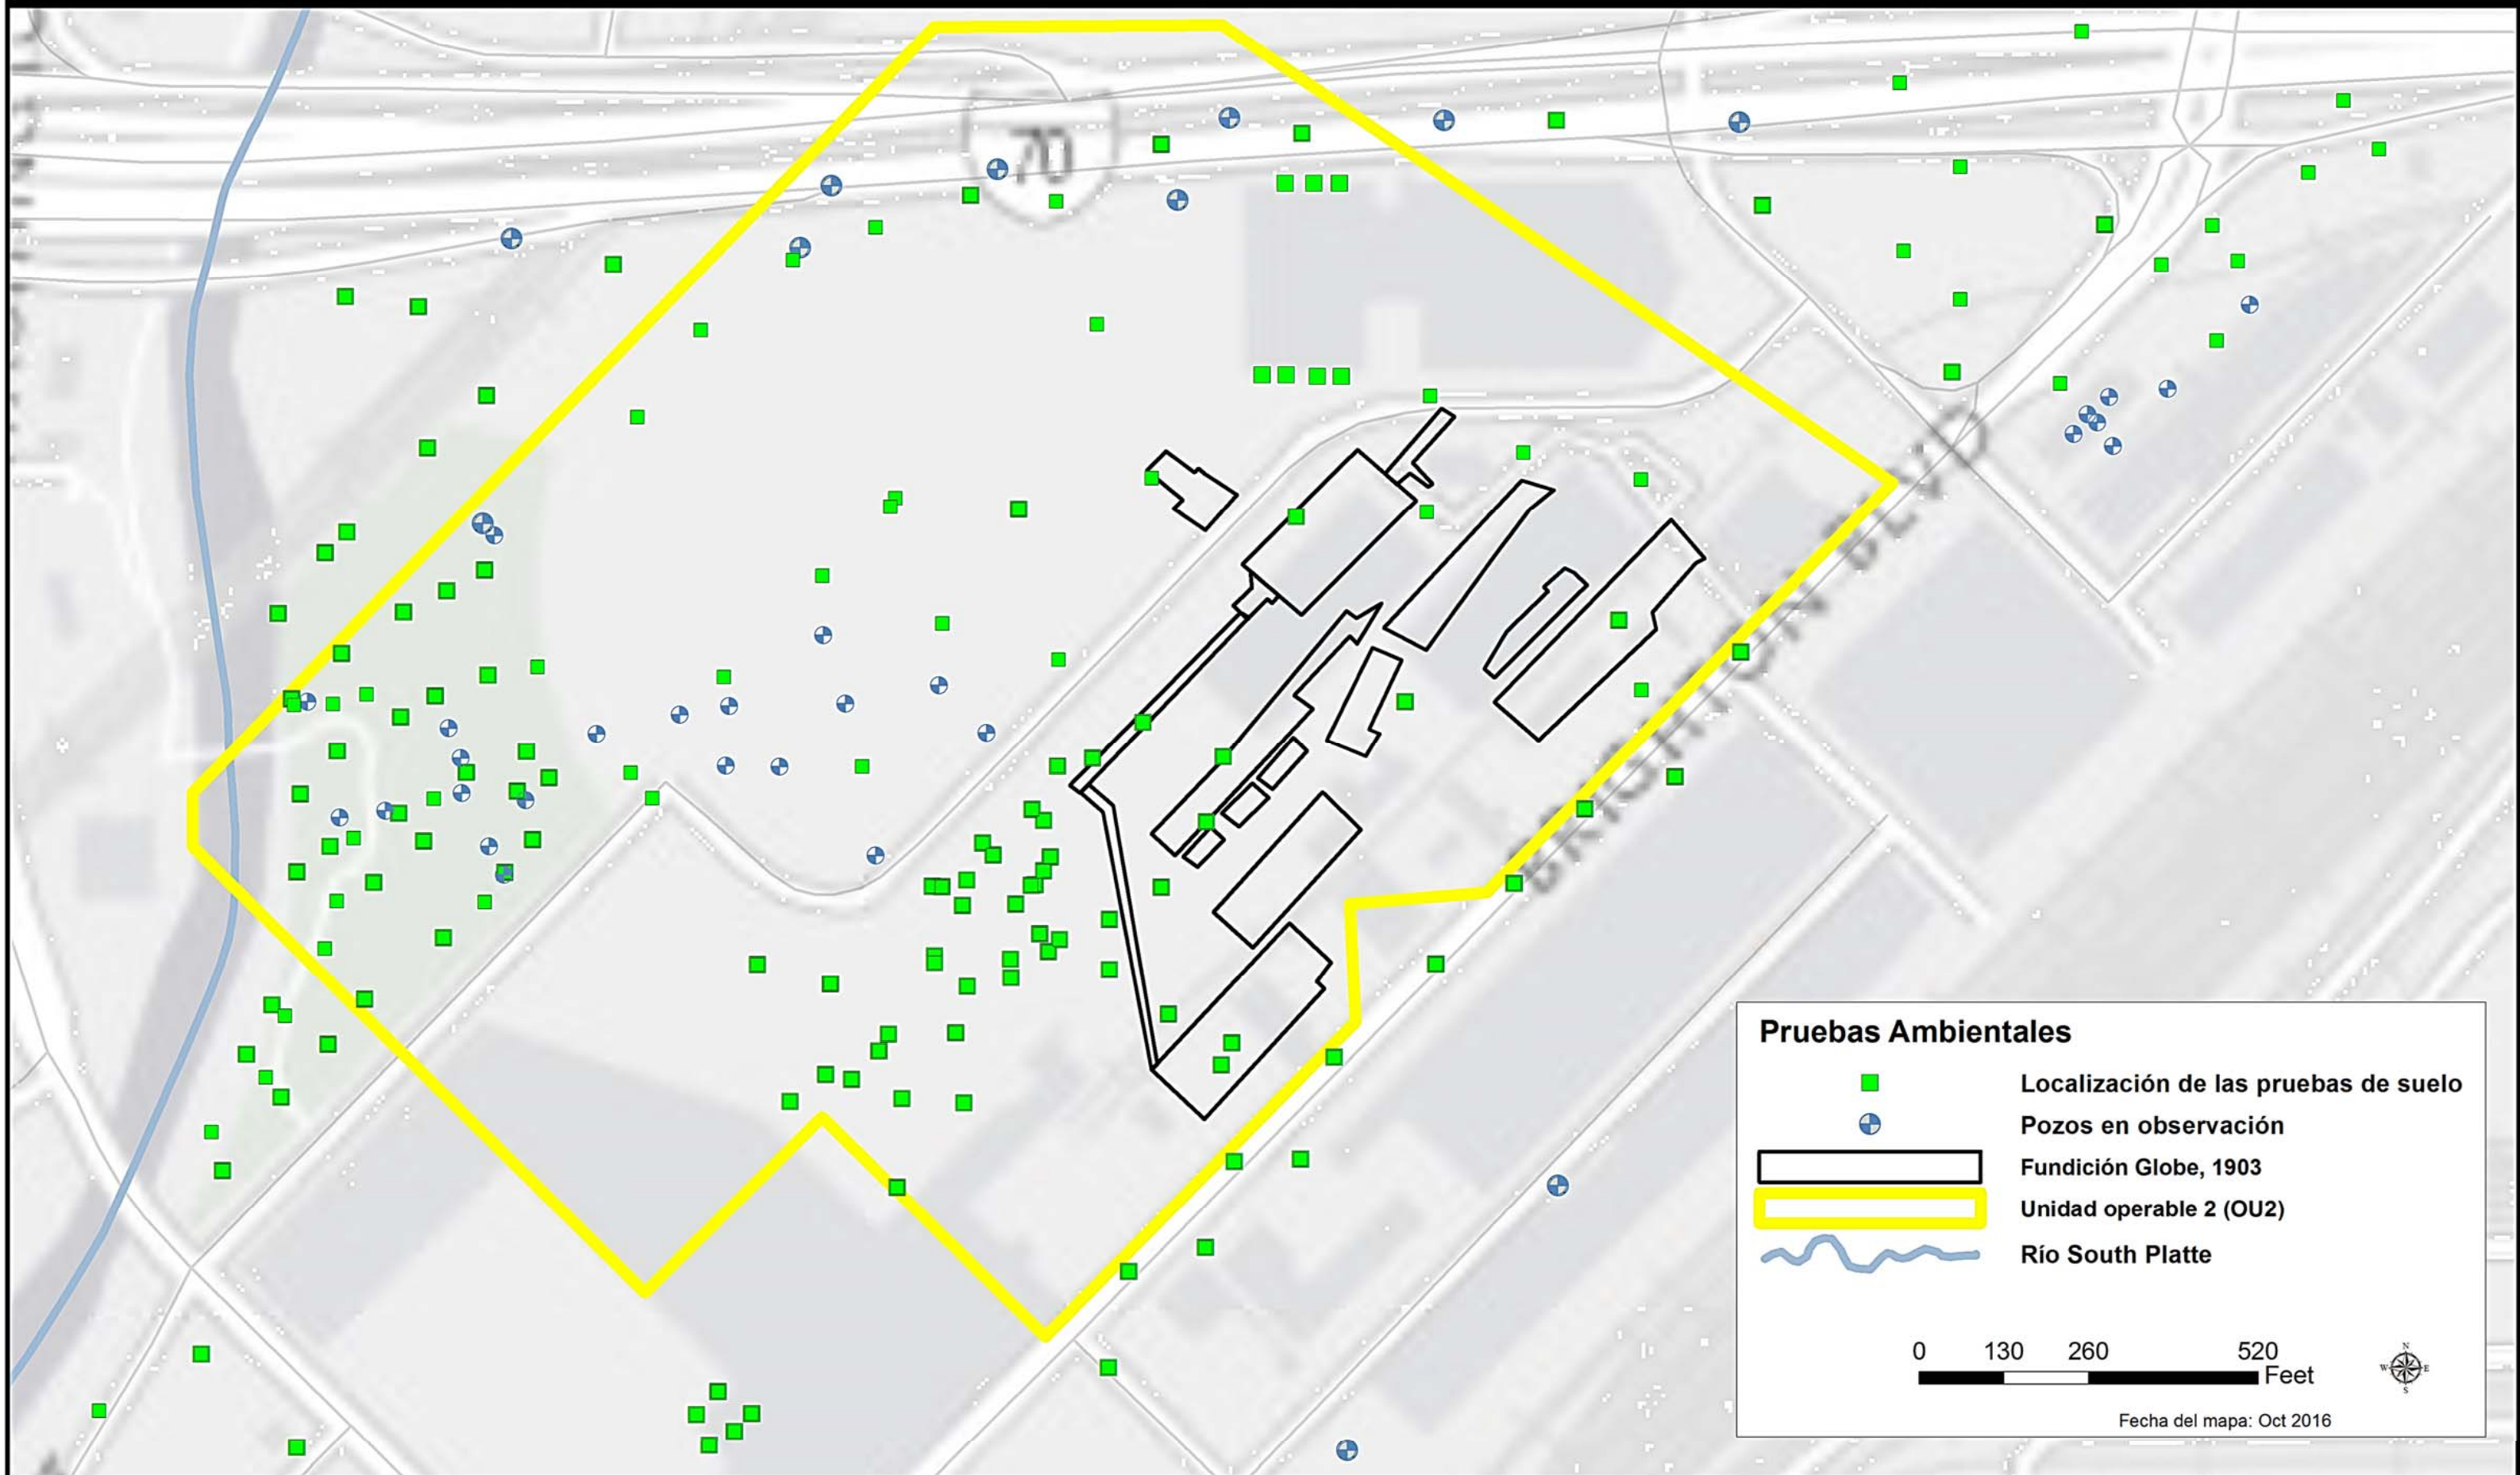 70
BRIGHTON BLVD
Pruebas Ambientales
Localización de las pruebas de suelo
Pozos en observación
Fundición Globe, 1903
Unidad operable 2 (OU2)
Río South Platte
0 130 260 520
Feet
N
W E
S
Fecha del mapa: Oct 2016